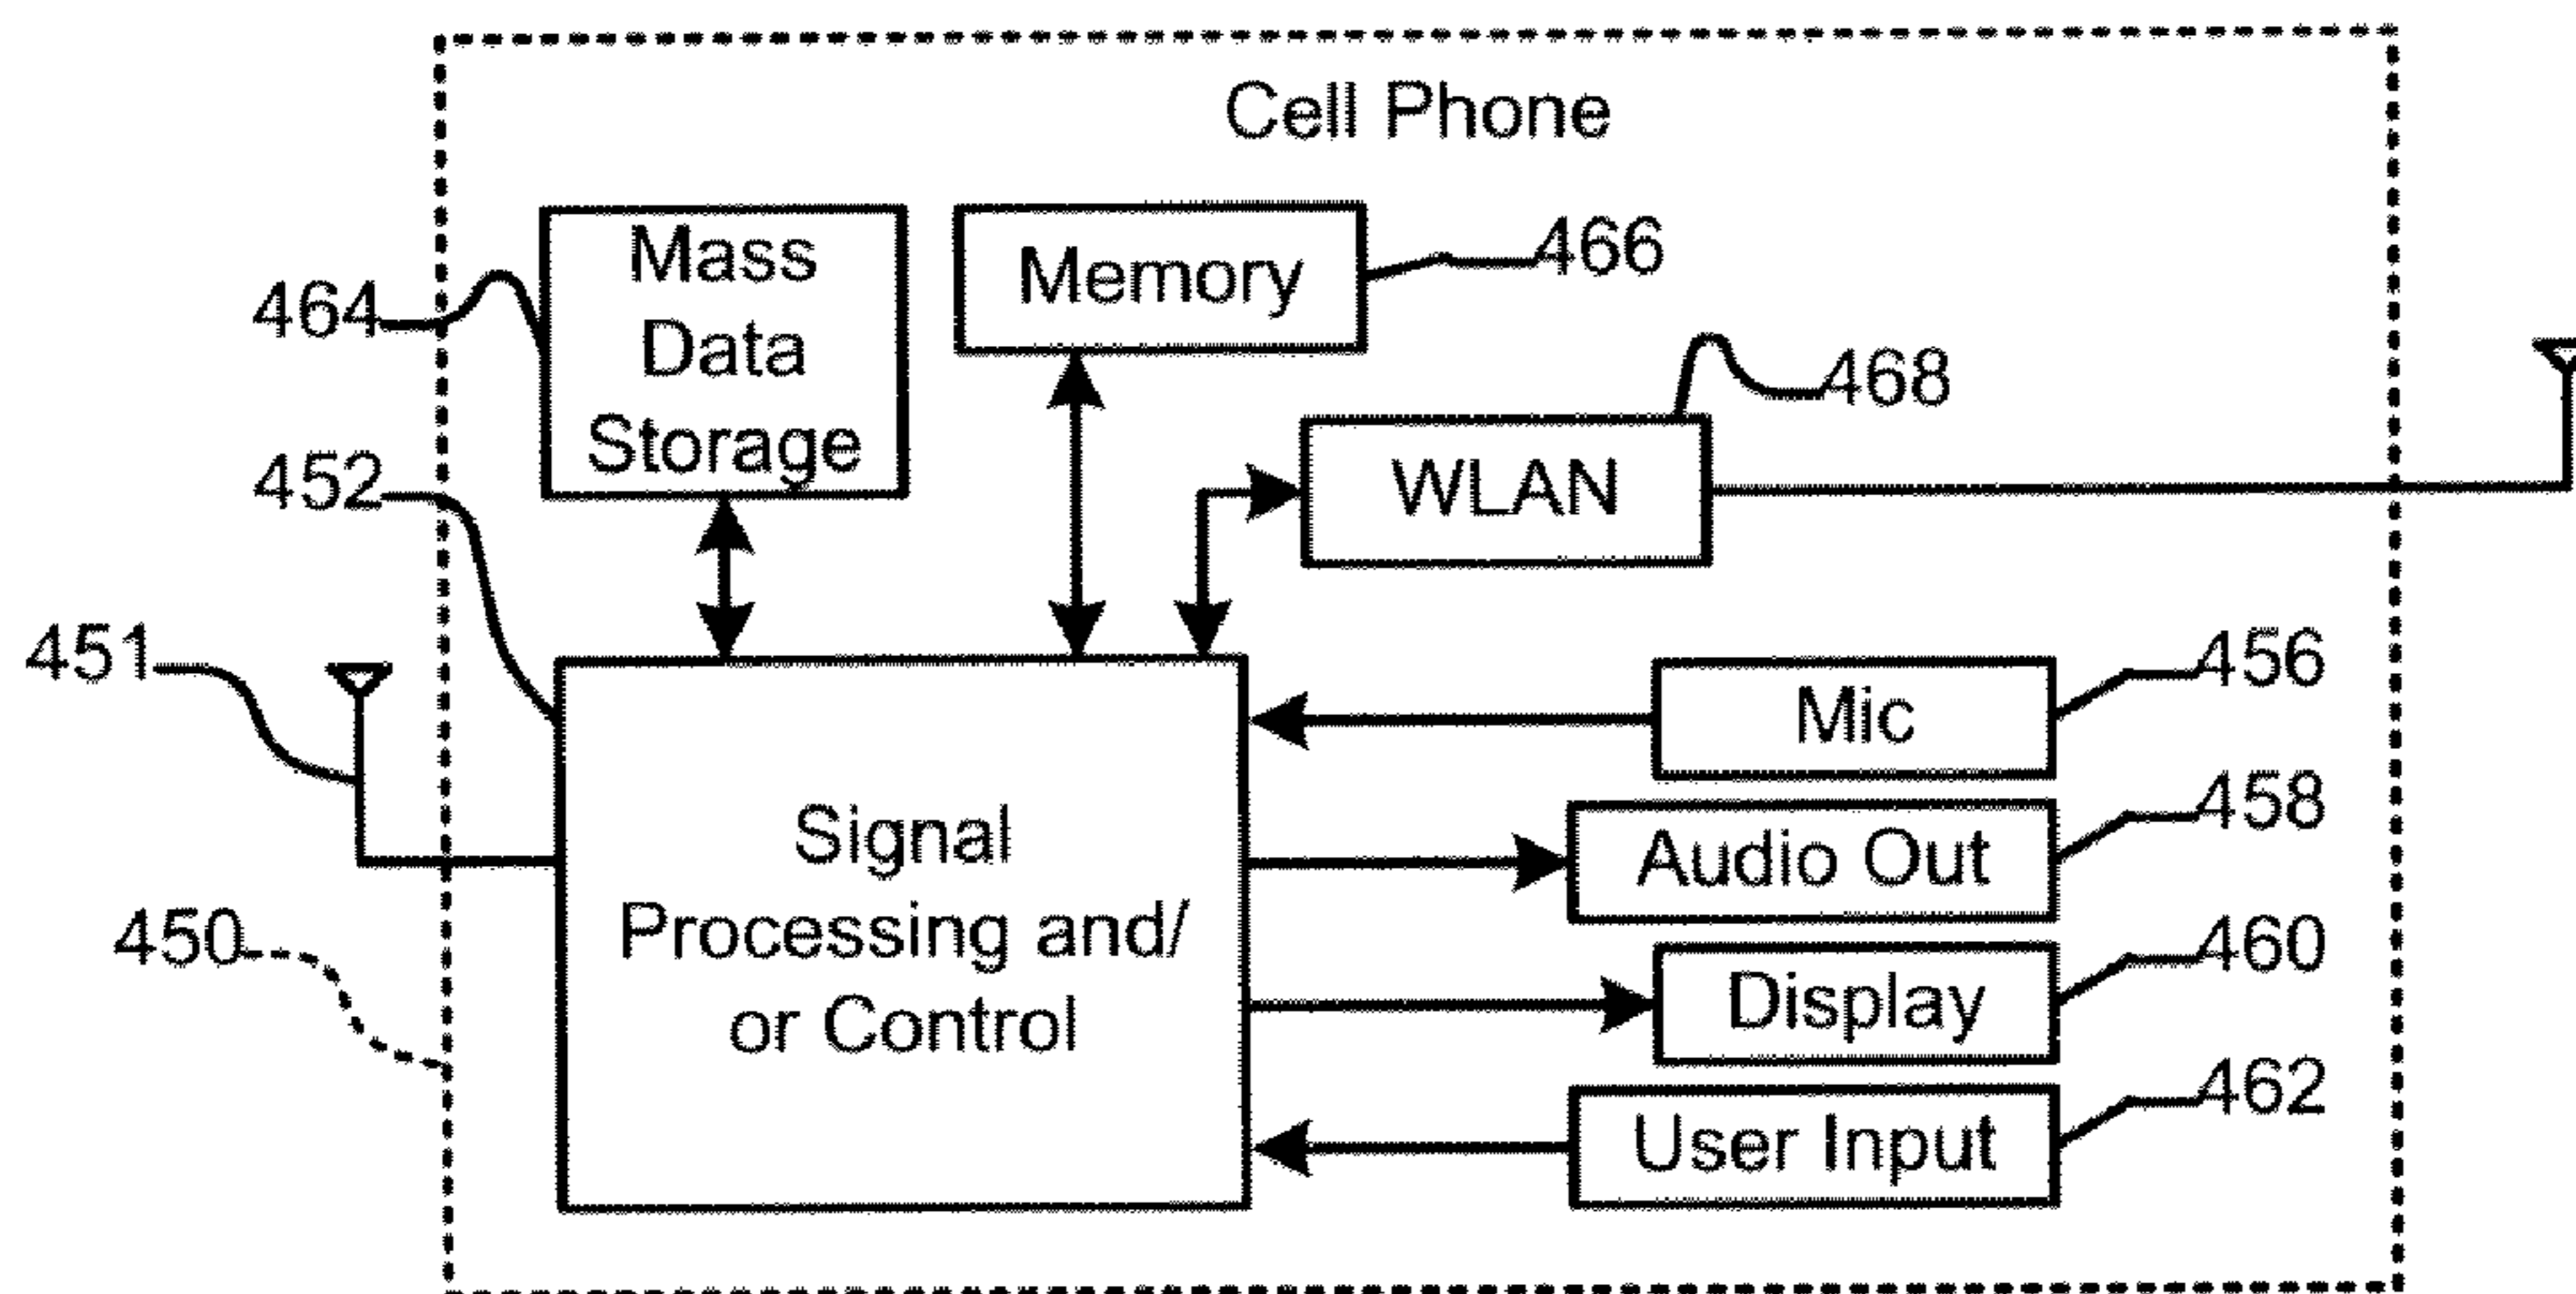 Cell Phone
Mass
Data
Storage
464
Memory
466
468
WLAN
452
451
Mic
456
Signal
Processing and/
or Control
Audio Out
458
450
Display
460
User Input
462